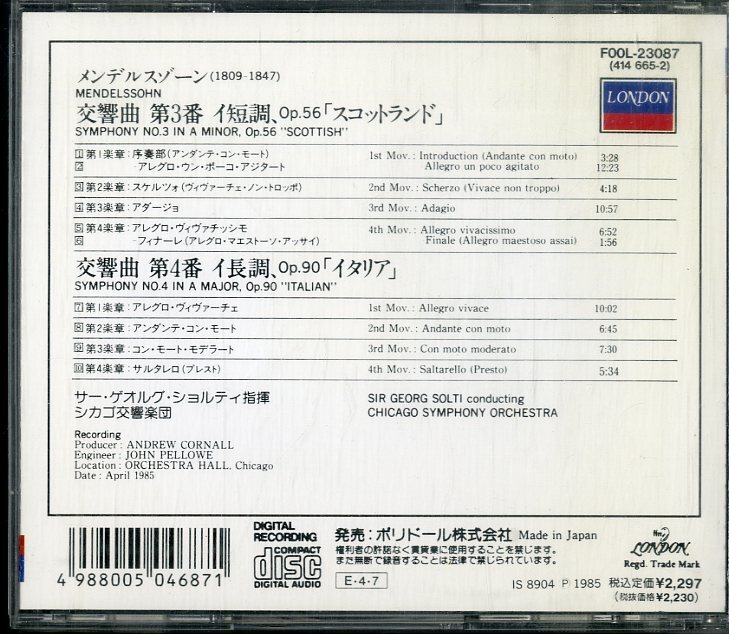 FOOL-23087
(414 665-2)
LONDON
メンデルスゾーン(1809-1847)
MENDELSSOHN
交響曲 第3番 イ短調、Op.56「スコットランド」
SYMPHONY NO.3 IN A MINOR, Op.56 "SCOTTISH"
1 第1楽章:序奏部(アンダンテ・コン・モート) 1st Mov.: Introduction (Andante con moto) 3:28
2 -アレグロ・ウン・ポーコ・アジタート Allegro un poco agitato 12:23
3 第2楽章:スケルツォ(ヴィヴァーチェ・ノン・トロッポ) 2nd Mov.: Scherzo (Vivace non troppo) 4:18
4 第3楽章:アダージョ 3rd Mov.: Adagio 10:57
5 第4楽章:アレグロ・ヴィヴァチッシモ 4th Mov.: Allegro vivacissimo 6:52
6 -フィナーレ(アレグロ・マエストーソ・アッサイ) Finale (Allegro maestoso assai) 1:56
交響曲 第4番 イ長調、Op.90「イタリア」
SYMPHONY NO.4 IN A MAJOR, Op.90 "ITALIAN"
7 第1楽章:アレグロ・ヴィヴァーチェ 1st Mov.: Allegro vivace 10:02
8 第2楽章:アンダンテ・コン・モート 2nd Mov.: Andante con moto 6:45
9 第3楽章:コン・モート・モデラート 3rd Mov.: Con moto moderato 7:30
10 第4楽章:サルタレロ(プレスト) 4th Mov.: Saltarello (Presto) 5:34
サー・ゲオルグ・ショルティ指揮 SIR GEORG SOLTI conducting
シカゴ交響楽団 CHICAGO SYMPHONY ORCHESTRA
Recording
Producer: ANDREW CORNALL
Engineer: JOHN PELLOWE
Location: ORCHESTRA HALL, Chicago
Date: April 1985
4 988005 046871
DIGITAL RECORDING
COMPACT disc DIGITAL AUDIO
発売:ポリドール株式会社 Made in Japan
権利者の許諾なく賃貸業に使用することを禁じます。
また無断で録音することは法律で禁じられています。
E・4・7
LONDON
Regd. Trade Mark
IS 8904 P 1985 税込定価¥2,297
(税抜価格¥2,230)